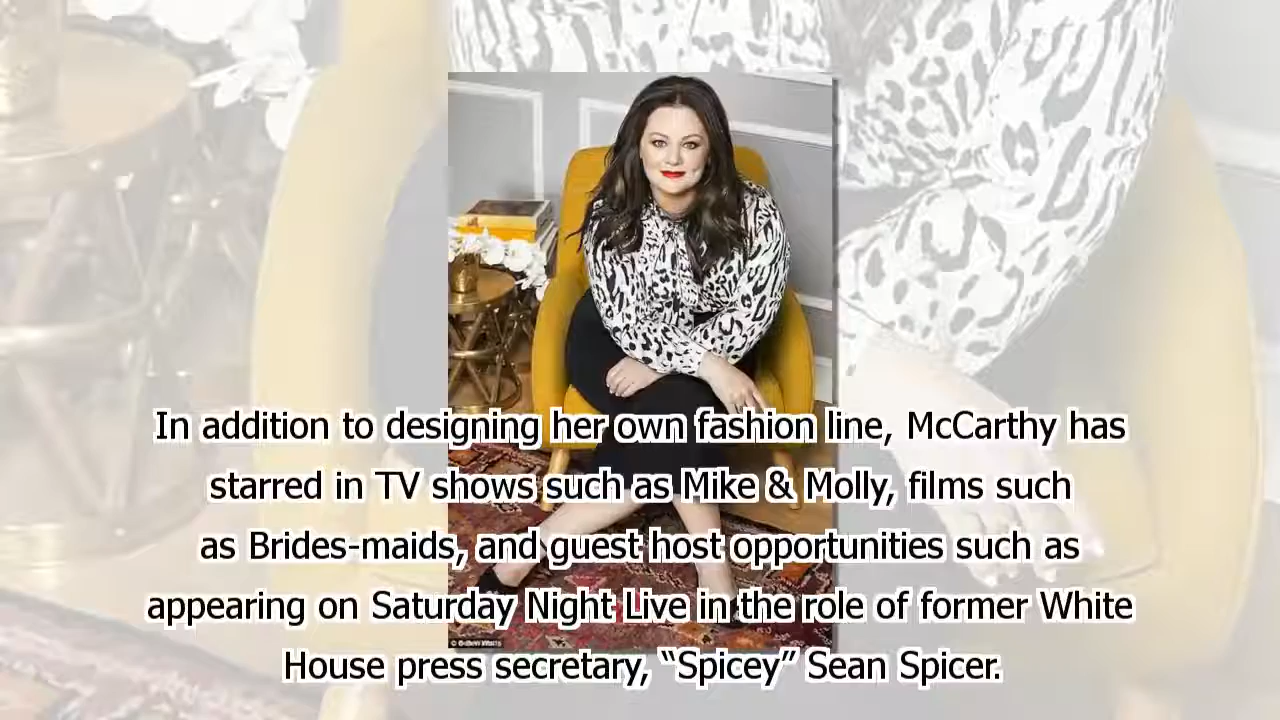 In addition to designing her own fashion line, McCarthy has
starred in TV shows such as Mike & Molly, films such
as Brides-maids, and guest host opportunities such as
appearing on Saturday Night Live in the role of former White
House press secretary, “Spicey” Sean Spicer.